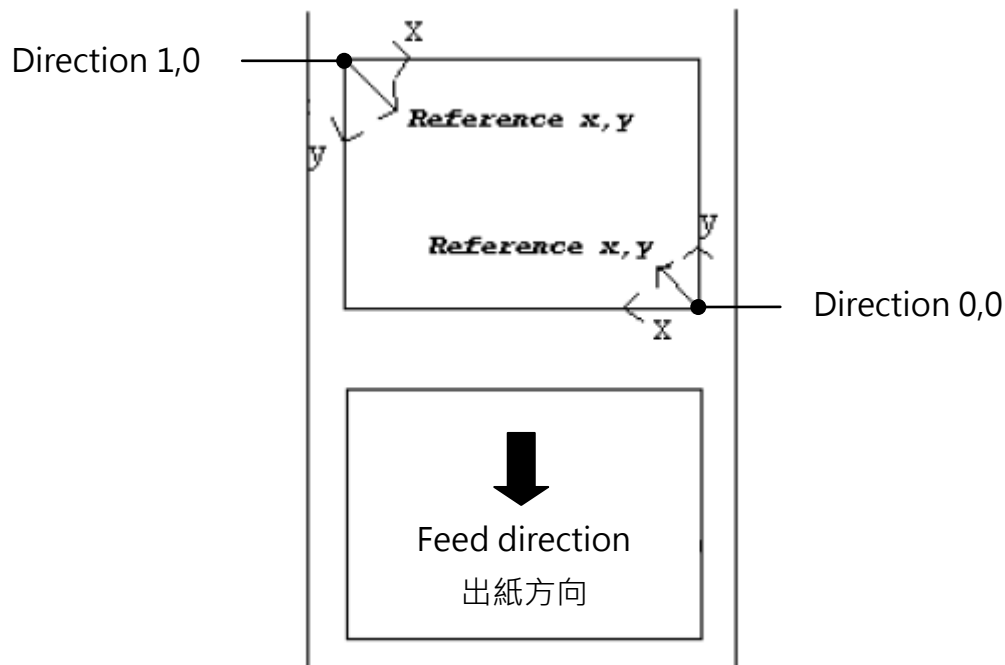 X
Direction 1,0
Reference x,y
y
Reference x,y
y
Direction 0,0
X
Feed direction
出紙方向